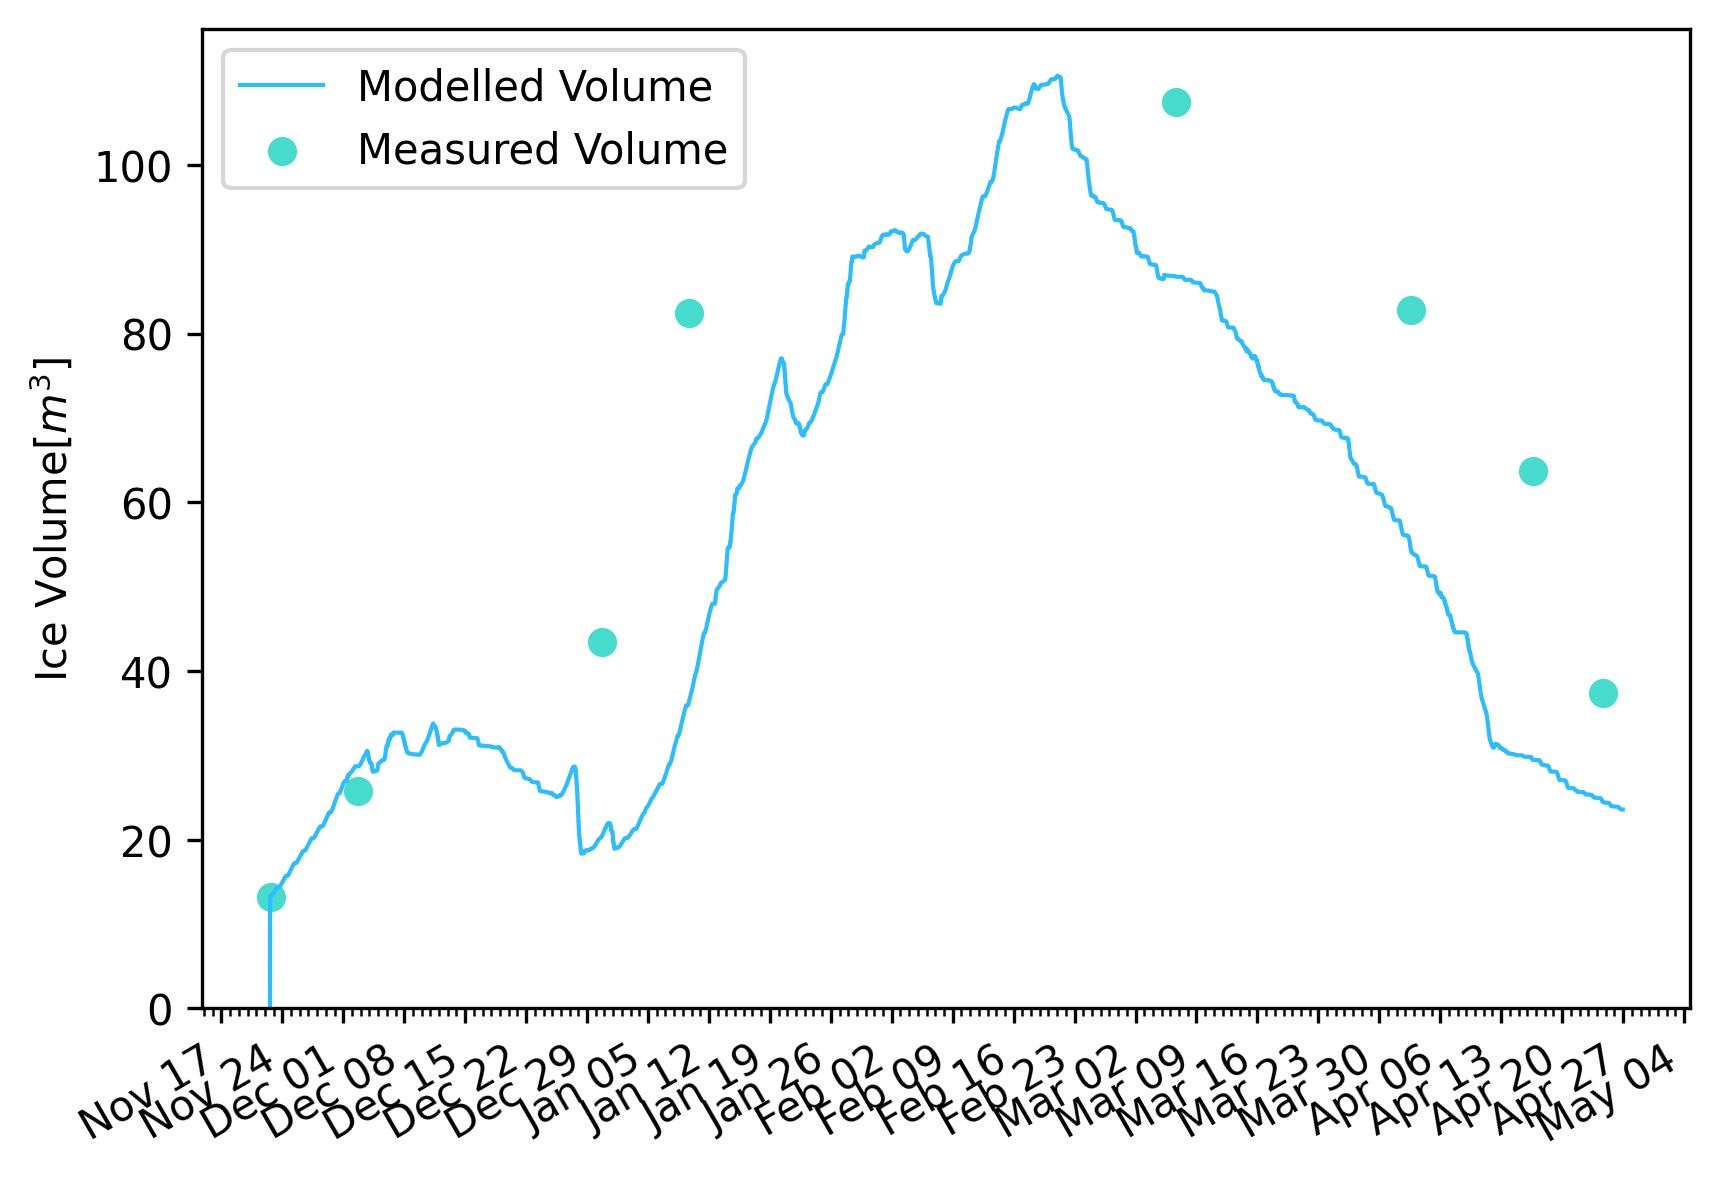 Modelled Volume
Measured Volume
Ice Volume[$m^3$]
100
80
60
40
20
0
Nov 17
Nov 24
Dec 01
Dec 08
Dec 15
Dec 22
Dec 29
Jan 05
Jan 12
Jan 19
Jan 26
Feb 02
Feb 09
Feb 16
Feb 23
Mar 02
Mar 09
Mar 16
Mar 23
Mar 30
Apr 06
Apr 13
Apr 20
Apr 27
May 04